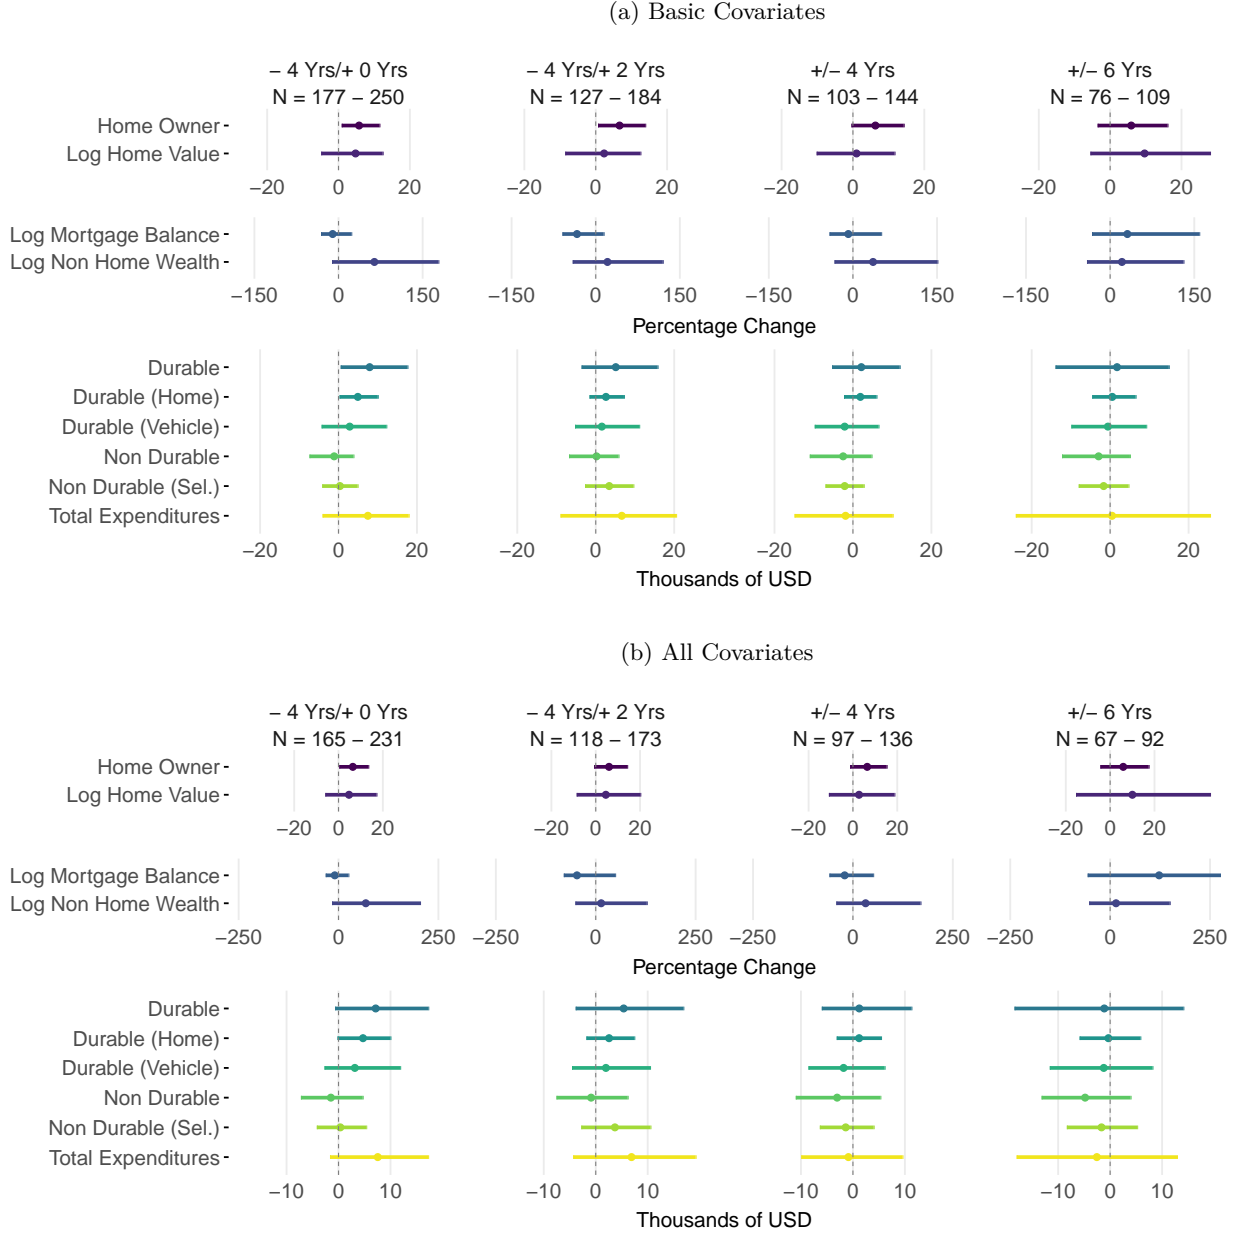 (a) Basic Covariates
− 4 Yrs/+ 0 Yrs − 4 Yrs/+ 2 Yrs +/− 4 Yrs +/− 6 Yrs
N = 177 − 250 N = 127 − 184 N = 103 − 144 N = 76 − 109
Home Owner
Log Home Value
−20 0 20 −20 0 20 −20 0 20 −20 0 20
Log Mortgage Balance
Log Non Home Wealth
−150 0 150 −150 0 150 −150 0 150 −150 0 150
Percentage Change
Durable
Durable (Home)
Durable (Vehicle)
Non Durable
Non Durable (Sel.)
Total Expenditures
−20 0 20 −20 0 20 −20 0 20 −20 0 20
Thousands of USD
(b) All Covariates
− 4 Yrs/+ 0 Yrs − 4 Yrs/+ 2 Yrs +/− 4 Yrs +/− 6 Yrs
N = 165 − 231 N = 118 − 173 N = 97 − 136 N = 67 − 92
Home Owner
Log Home Value
−20 0 20 −20 0 20 −20 0 20 −20 0 20
Log Mortgage Balance
Log Non Home Wealth
−250 0 250 −250 0 250 −250 0 250 −250 0 250
Percentage Change
Durable
Durable (Home)
Durable (Vehicle)
Non Durable
Non Durable (Sel.)
Total Expenditures
−10 0 10 −10 0 10 −10 0 10 −10 0 10
Thousands of USD